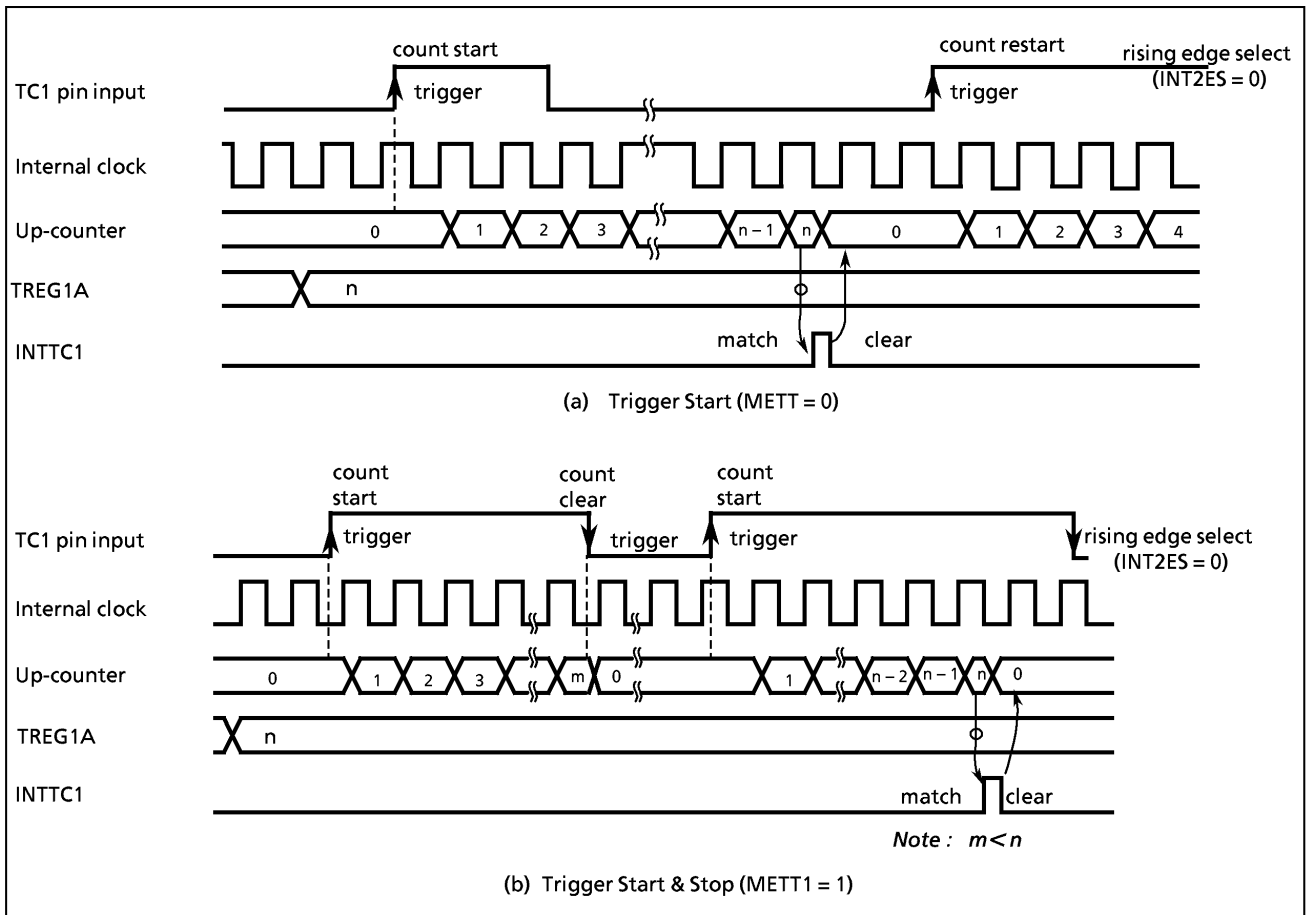 count start
count restart
rising edge select
(INT2ES = 0)
TC1 pin input
trigger
trigger
Internal clock
Up-counter
0 1 2 3 n – 1 n 0 1 2 3 4
TREG1A
n
INTTC1
match
clear
(a) Trigger Start (METT = 0)
count
start
count
clear
count
start
TC1 pin input
trigger
trigger
trigger
rising edge select
(INT2ES = 0)
Internal clock
Up-counter
0 1 2 3 m 0 1 n – 2 n – 1 n 0
TREG1A
n
INTTC1
match
clear
Note : m < n
(b) Trigger Start & Stop (METT1 = 1)